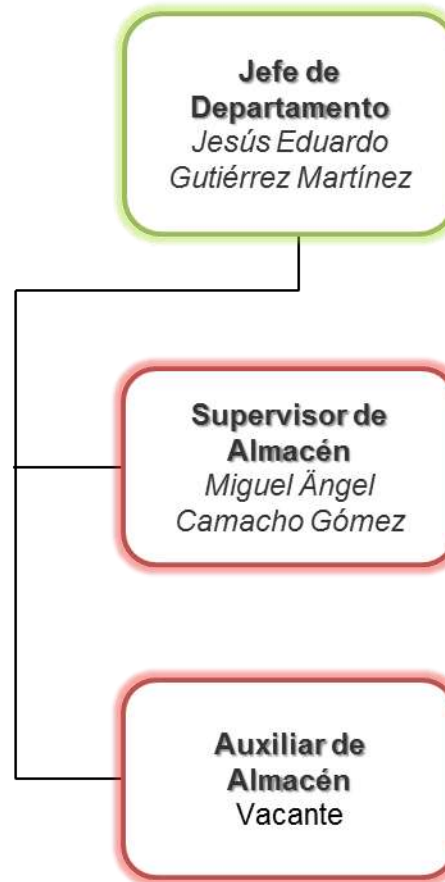 Jefe de
Departamento
Jesús Eduardo
Gutiérrez Martínez
Supervisor de
Almacén
Miguel Ängel
Camacho Gómez
Auxiliar de
Almacén
Vacante